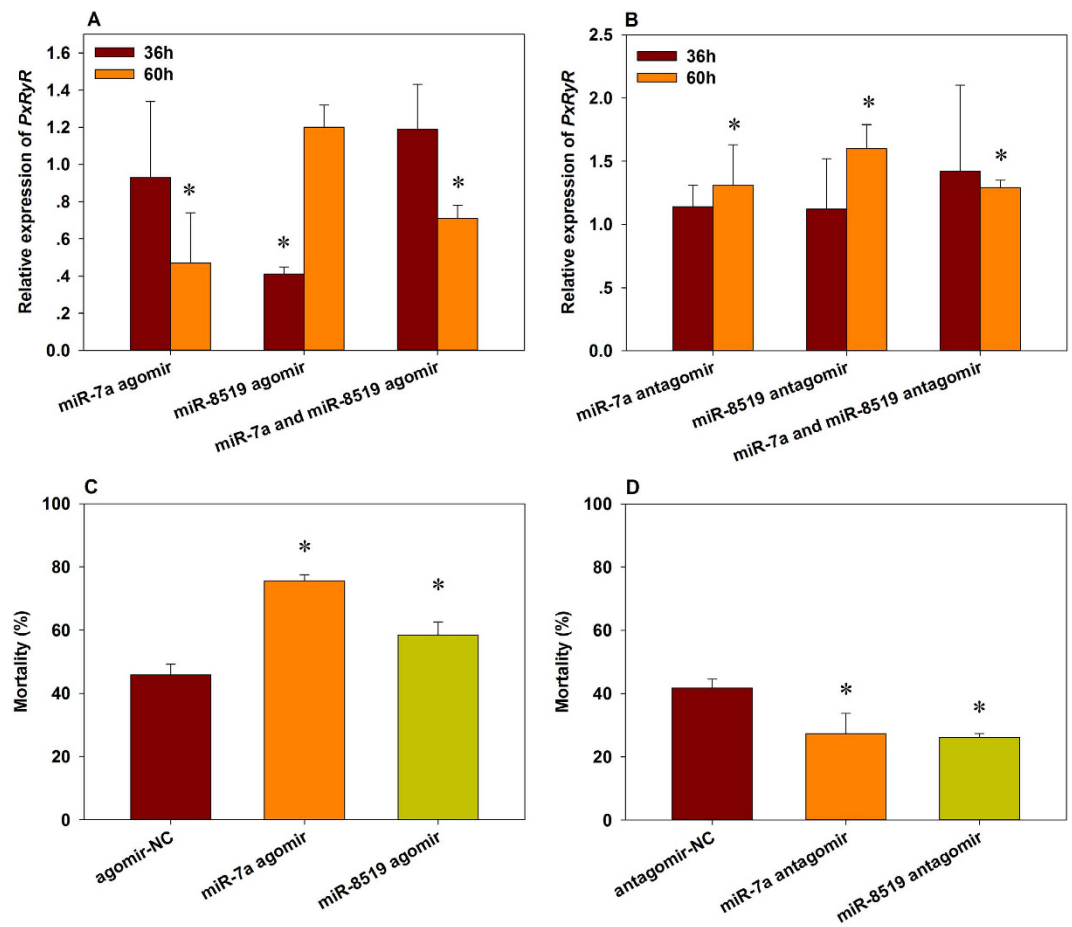 A
Relative expression of PxRyR
1.6
1.4
1.2
1.0
.8
.6
.4
.2
0.0
36h
60h
*
*
*
miR-7a agomir
miR-8519 agomir
miR-7a and miR-8519 agomir
B
Relative expression of PxRyR
2.5
2.0
1.5
1.0
.5
0.0
36h
60h
*
*
*
miR-7a antagomir
miR-8519 antagomir
miR-7a and miR-8519 antagomir
C
Mortality (%)
100
80
60
40
20
0
*
*
agomir-NC
miR-7a agomir
miR-8519 agomir
D
Mortality (%)
100
80
60
40
20
0
*
*
antagomir-NC
miR-7a antagomir
miR-8519 antagomir